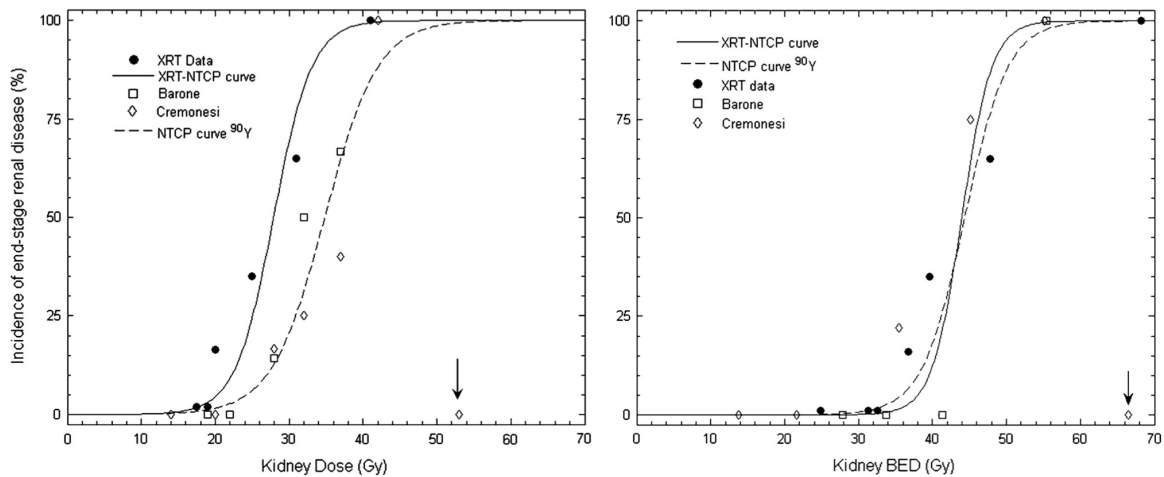 Incidence of end-stage renal disease (%)
100
75
50
25
0
XRT Data
XRT-NTCP curve
Barone
Cremonesi
NTCP curve ⁹⁰Y
0 10 20 30 40 50 60 70
Kidney Dose (Gy)
100
75
50
25
0
XRT-NTCP curve
NTCP curve ⁹⁰Y
XRT data
Barone
Cremonesi
0 10 20 30 40 50 60 70
Kidney BED (Gy)